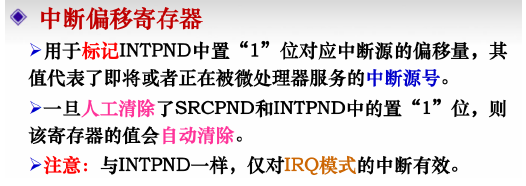 中断偏移寄存器
用于标记INTPND中置“1”位对应中断源的偏移量，其
值代表了即将或者正在被微处理器服务的中断源号。
一旦人工清除了SRCPND和INTPND中的置“1”位，则
该寄存器的值会自动清除。
注意：与INTPND一样，仅对IRQ模式的中断有效。